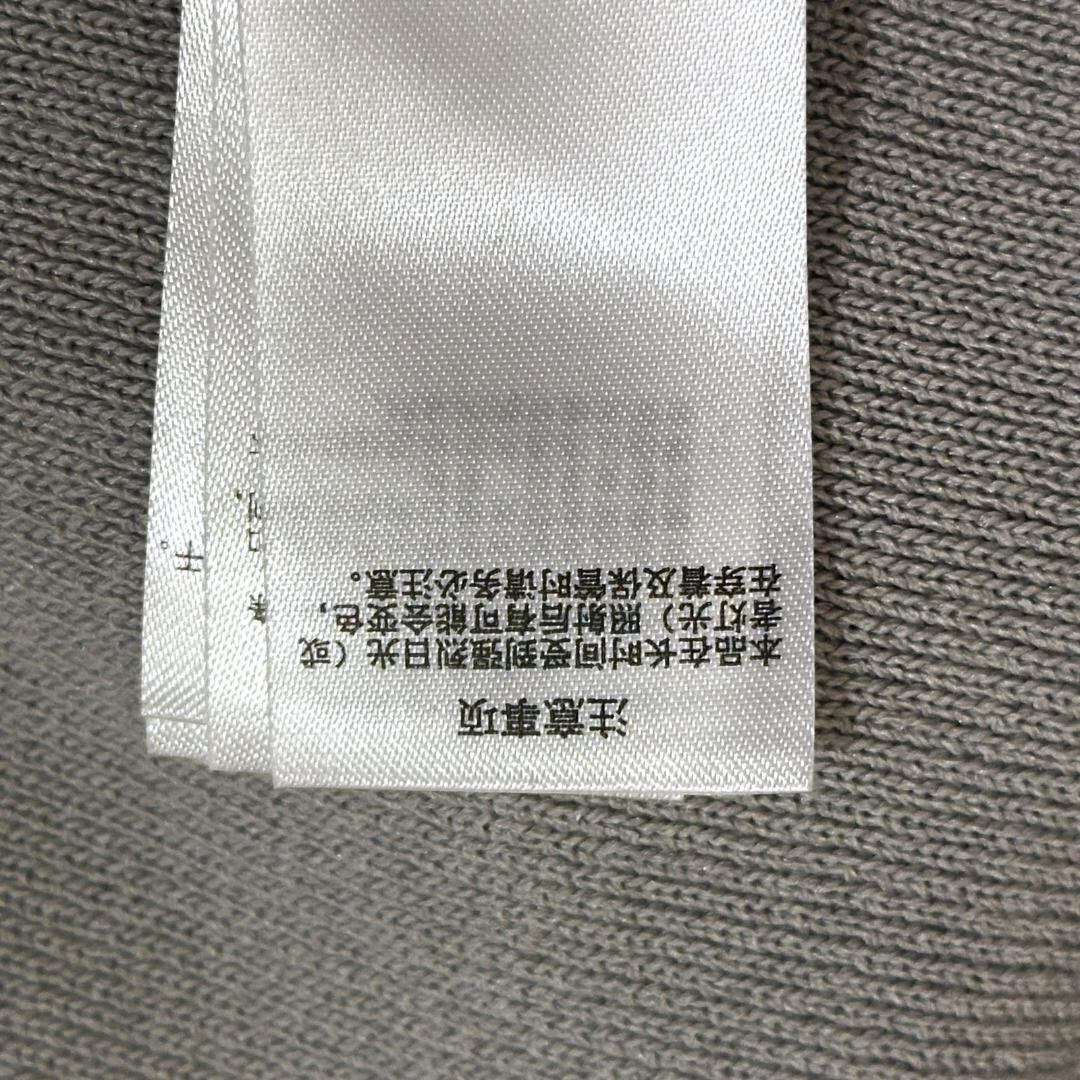 注意事项
本品在长时间受到强烈日光（或
者灯光）照射后有可能会变色，
在穿着及保管时请务必注意。
干。